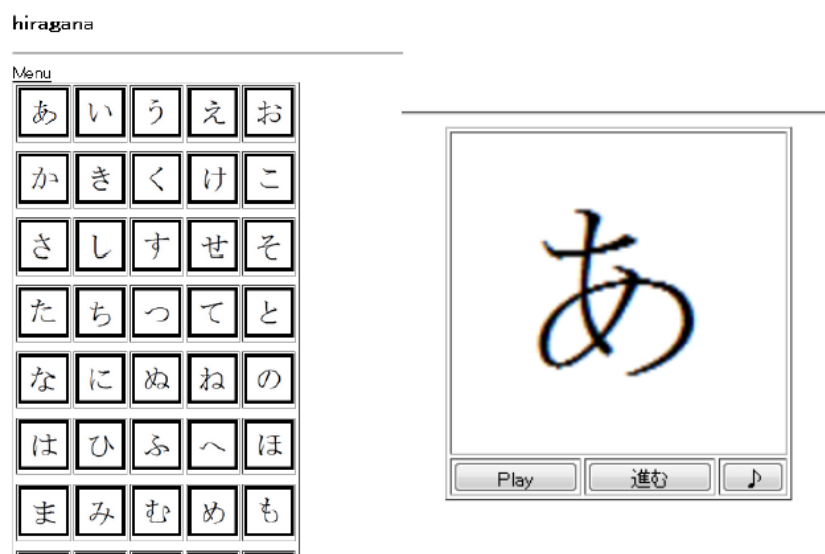 hiragana
Menu
あ い う え お
か き く け こ
さ し す せ そ
た ち つ て と
な に ぬ ね の
は ひ ふ へ ほ
ま み む め も
あ
Play 進む ♪